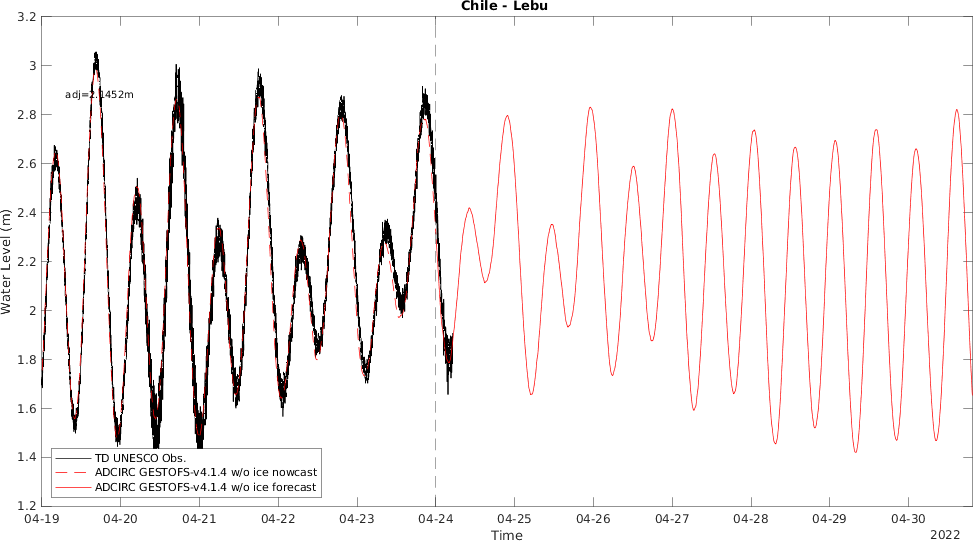 Chile - Lebu
3.2
3
2.8
2.6
2.4
2.2
2
1.8
1.6
1.4
1.2
Water Level (m)
adj=2.1452m
TD UNESCO Obs.
ADCIRC GESTOFS-v4.1.4 w/o ice nowcast
ADCIRC GESTOFS-v4.1.4 w/o ice forecast
04-19 04-20 04-21 04-22 04-23 04-24 04-25 04-26 04-27 04-28 04-29 04-30
Time
2022